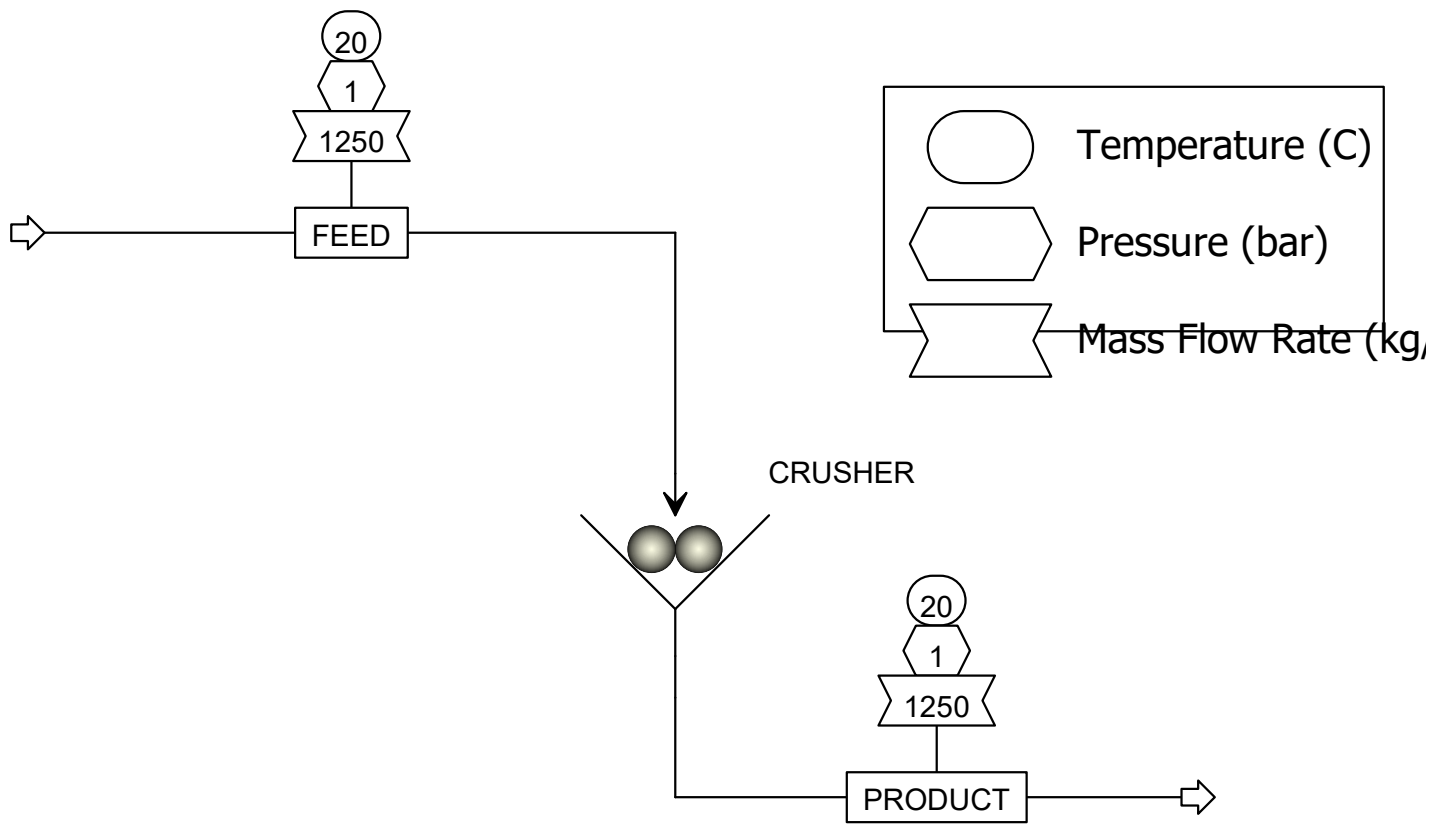 20
1
1250
FEED
Temperature (C)
Pressure (bar)
Mass Flow Rate (kg/
CRUSHER
20
1
1250
PRODUCT